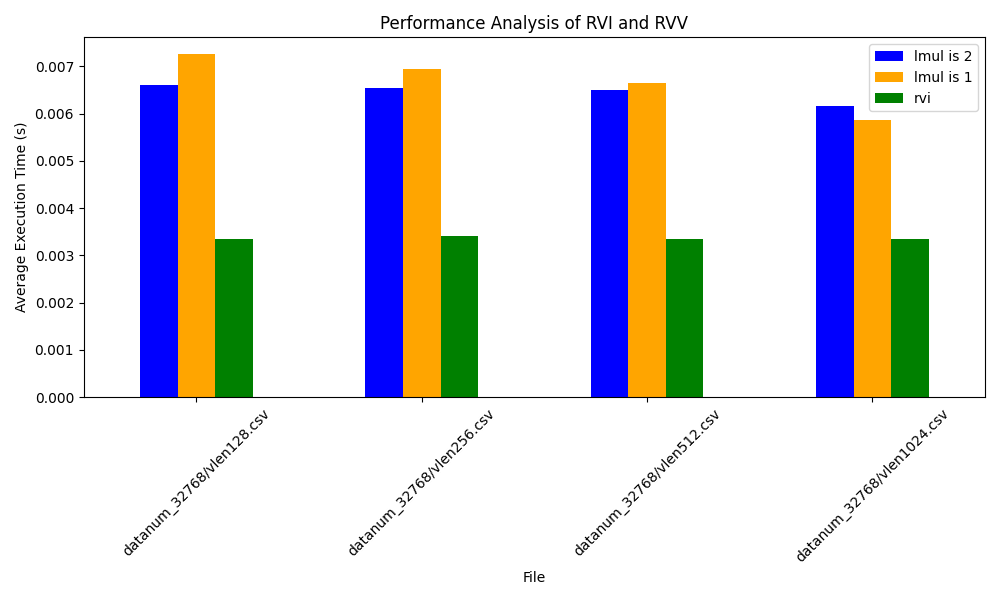 Performance Analysis of RVI and RVV
lmul is 2
lmul is 1
rvi
Average Execution Time (s)
0.007
0.006
0.005
0.004
0.003
0.002
0.001
0.000
datanum_32768/vlen128.csv
datanum_32768/vlen256.csv
datanum_32768/vlen512.csv
datanum_32768/vlen1024.csv
File